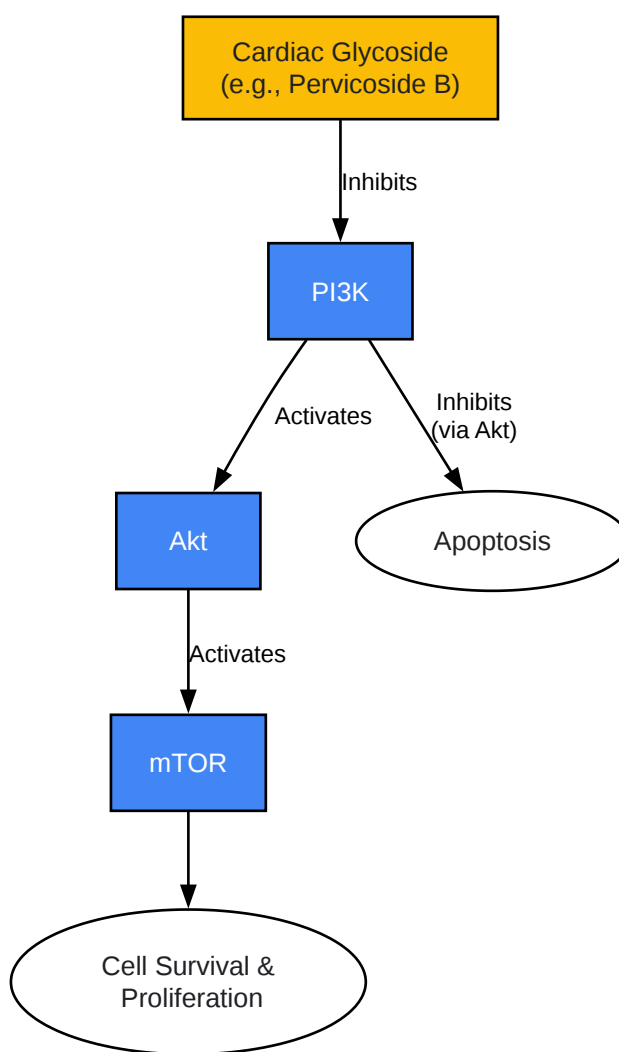 Cardiac Glycoside
(e.g., Pervicoside B)
Inhibits
PI3K
Activates
Inhibits
(via Akt)
Akt
Apoptosis
Activates
mTOR
Cell Survival &
Proliferation